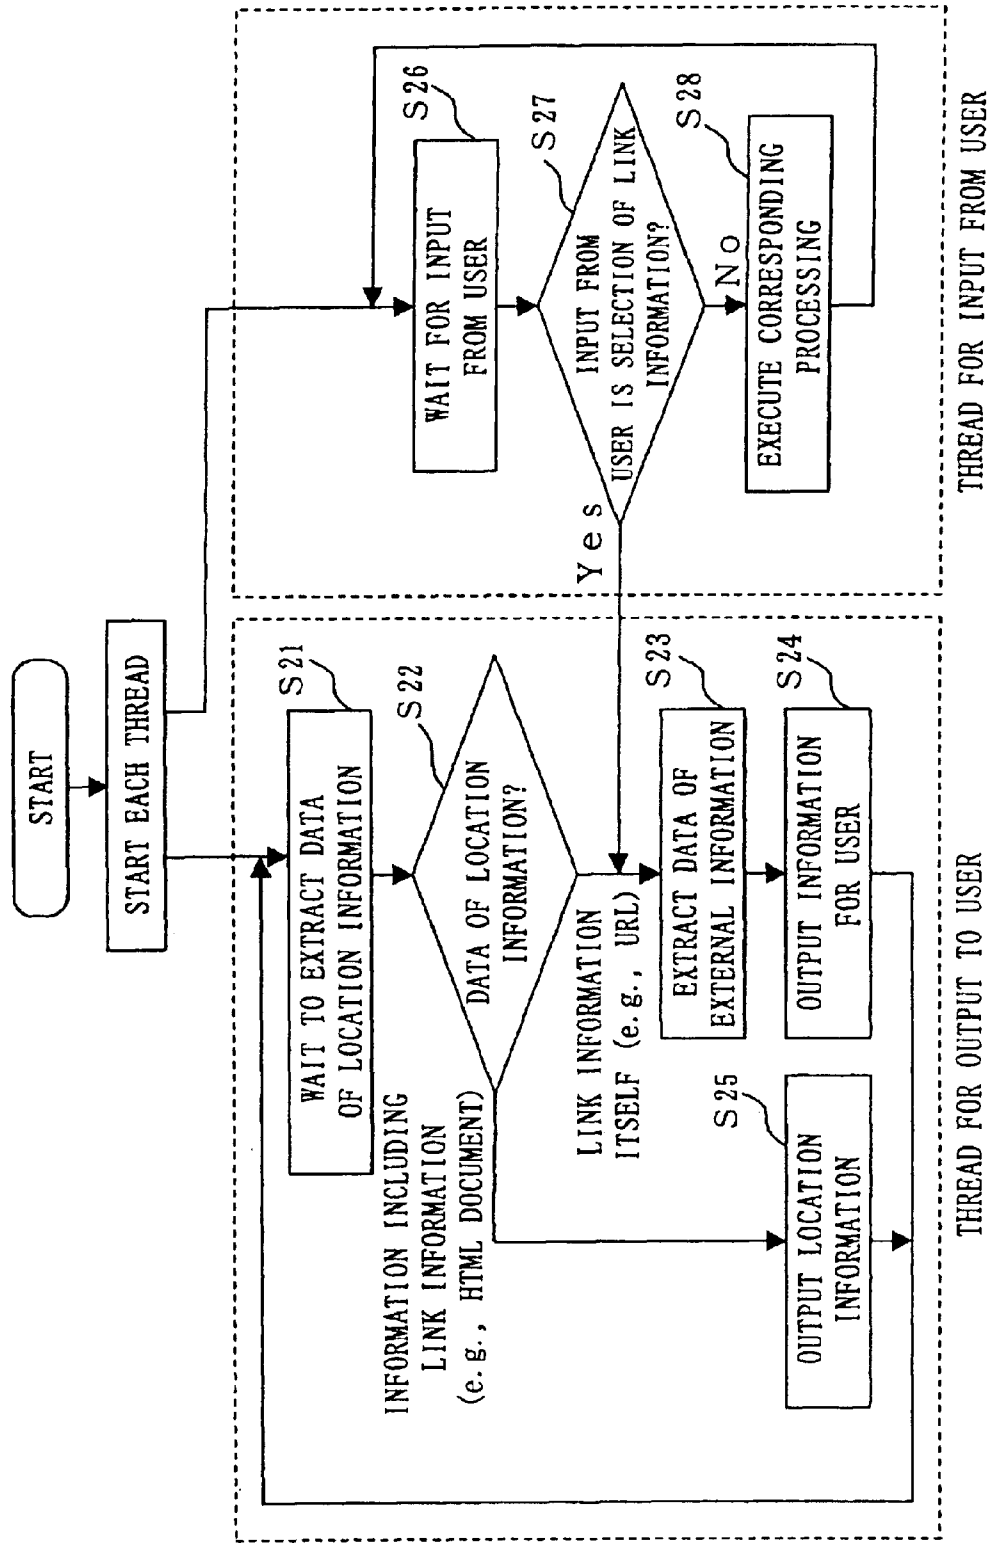 START
START EACH THREAD
WAIT TO EXTRACT DATA
OF LOCATION INFORMATION
S21
DATA OF LOCATION
INFORMATION?
S22
INFORMATION INCLUDING
LINK INFORMATION
(e.g., HTML DOCUMENT)
LINK INFORMATION
ITSELF (e.g., URL)
EXTRACT DATA OF
EXTERNAL INFORMATION
S23
OUTPUT INFORMATION
FOR USER
S24
OUTPUT LOCATION
INFORMATION
S25
THREAD FOR OUTPUT TO USER
WAIT FOR INPUT
FROM USER
S26
INPUT FROM
USER IS SELECTION OF LINK
INFORMATION?
S27
Yes
No
EXECUTE CORRESPONDING
PROCESSING
S28
THREAD FOR INPUT FROM USER